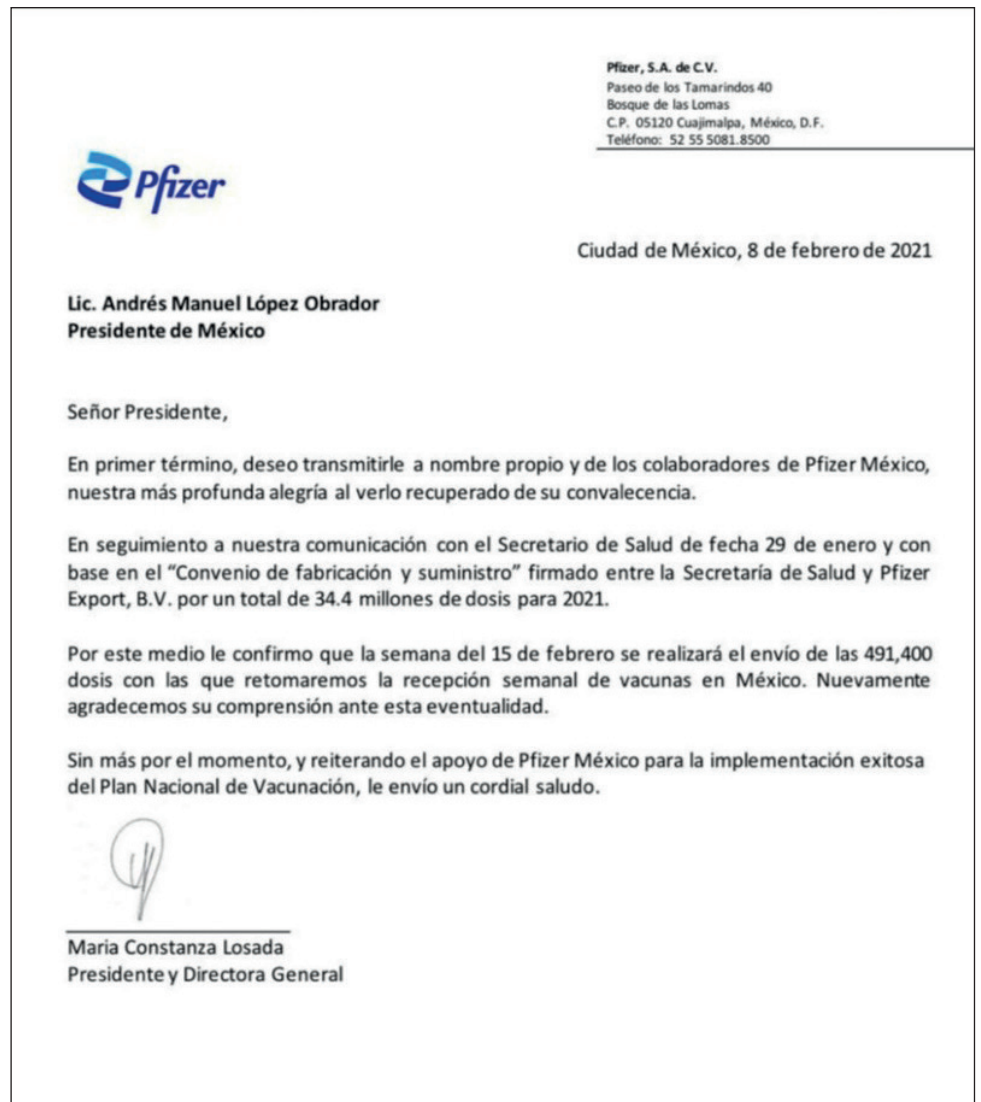 Pfizer, S.A. de C.V.
Paseo de los Tamarindos 40
Bosque de las Lomas
C.P. 05120 Cuajimalpa, México, D.F.
Teléfono: 52 55 5081.8500
Pfizer
Ciudad de México, 8 de febrero de 2021
Lic. Andrés Manuel López Obrador
Presidente de México
Señor Presidente,
En primer término, deseo transmitirle a nombre propio y de los colaboradores de Pfizer México,
nuestra más profunda alegría al verlo recuperado de su convalecencia.
En seguimiento a nuestra comunicación con el Secretario de Salud de fecha 29 de enero y con
base en el “Convenio de fabricación y suministro” firmado entre la Secretaría de Salud y Pfizer
Export, B.V. por un total de 34.4 millones de dosis para 2021.
Por este medio le confirmo que la semana del 15 de febrero se realizará el envío de las 491,400
dosis con las que retomaremos la recepción semanal de vacunas en México. Nuevamente
agradecemos su comprensión ante esta eventualidad.
Sin más por el momento, y reiterando el apoyo de Pfizer México para la implementación exitosa
del Plan Nacional de Vacunación, le envío un cordial saludo.
Maria Constanza Losada
Presidente y Directora General